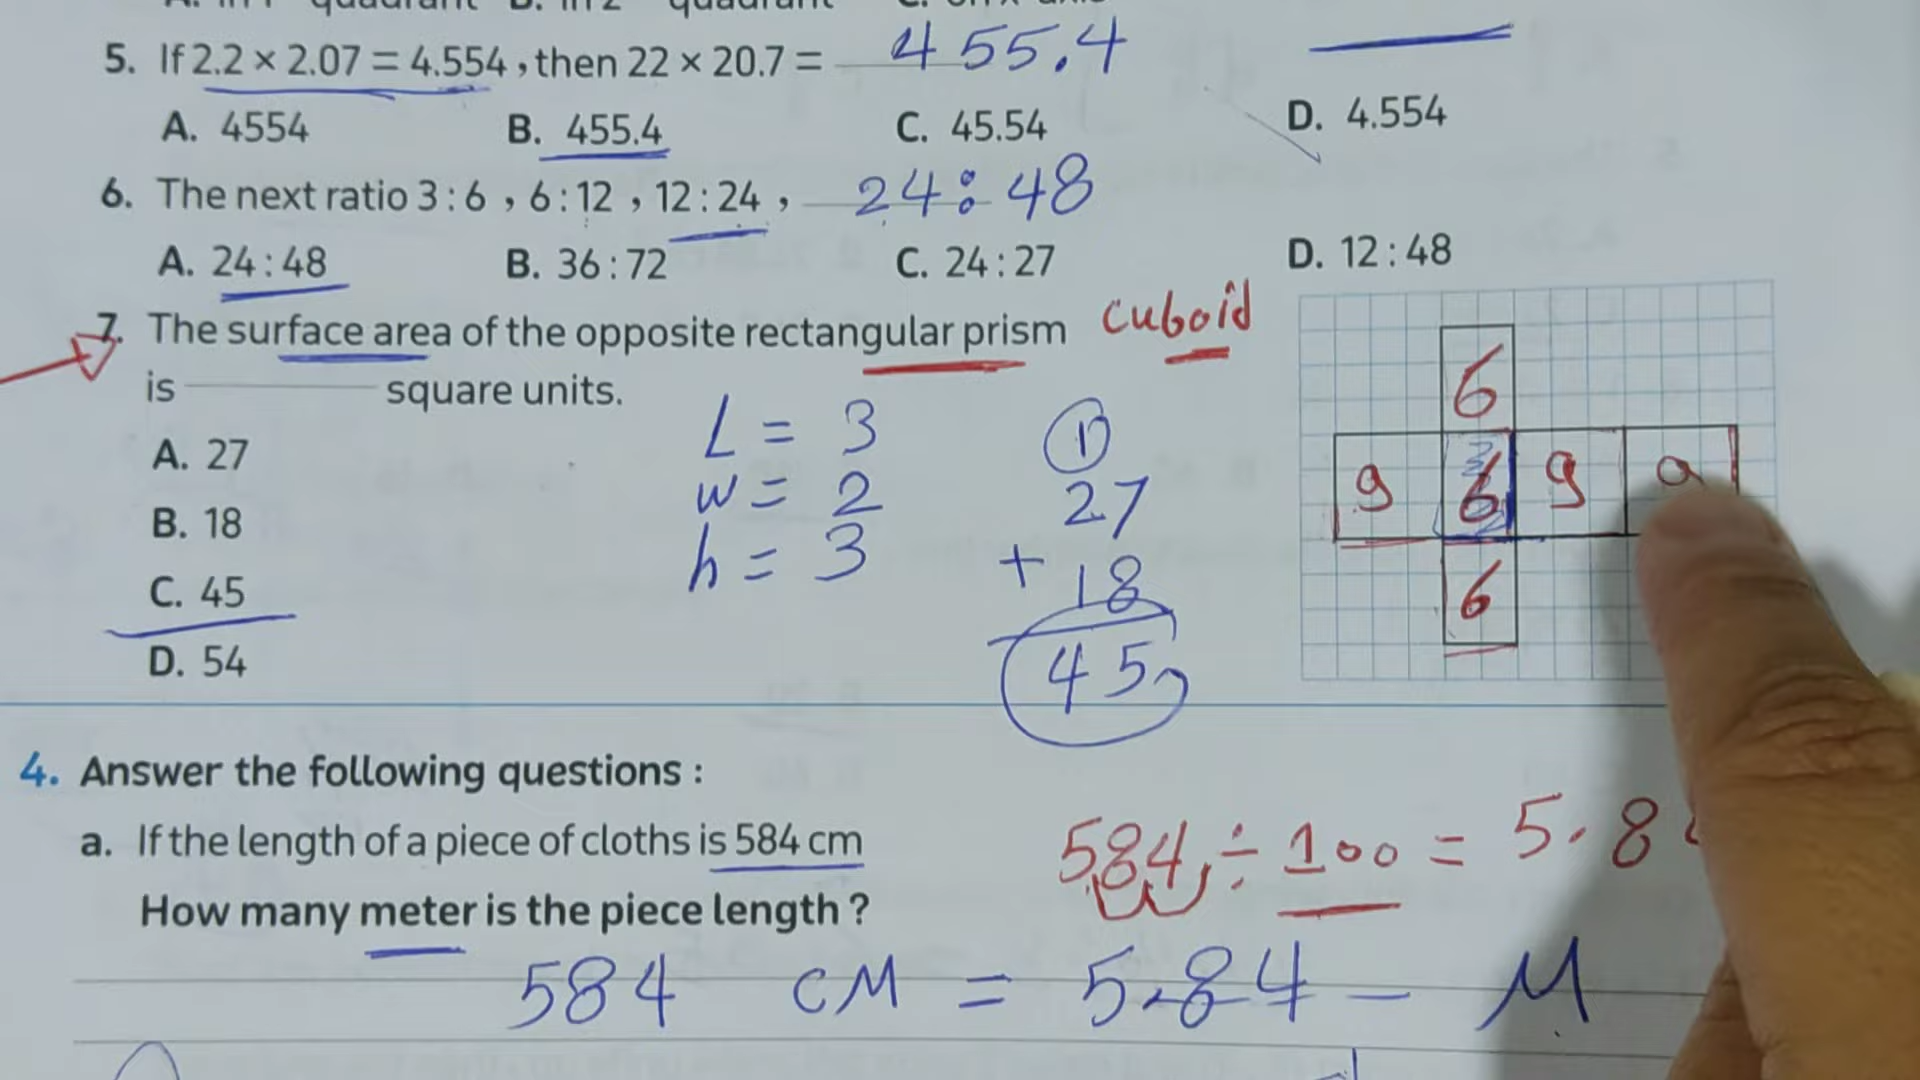 5. If 2.2 × 2.07 = 4.554 , then 22 × 20.7 = 455.4
A. 4554 B. 455.4 C. 45.54 D. 4.554
6. The next ratio 3 : 6 , 6 : 12 , 12 : 24 , 24 : 48
A. 24 : 48 B. 36 : 72 C. 24 : 27 D. 12 : 48
7. The surface area of the opposite rectangular prism cuboid
is square units.
A. 27
B. 18
C. 45
D. 54
L = 3
w = 2
h = 3
1
27
+ 18
45
6
9 6 9
6
4. Answer the following questions :
a. If the length of a piece of cloths is 584 cm
How many meter is the piece length ?
584 ÷ 100 = 5.8
584 cM = 5.84 M